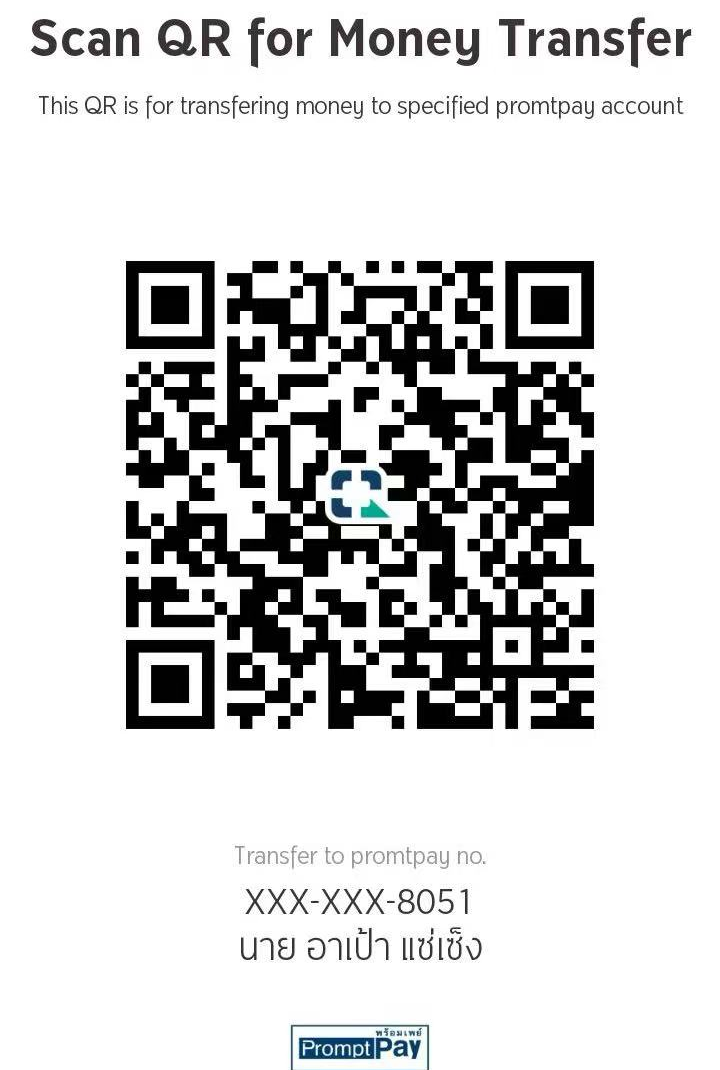 Scan QR for Money Transfer
This QR is for transfering money to specified promtpay account
Transfer to promtpay no.
XXX-XXX-8051
นาย อาเป้า แซ่เซ็ง
พร้อมเพย์
PromptPay